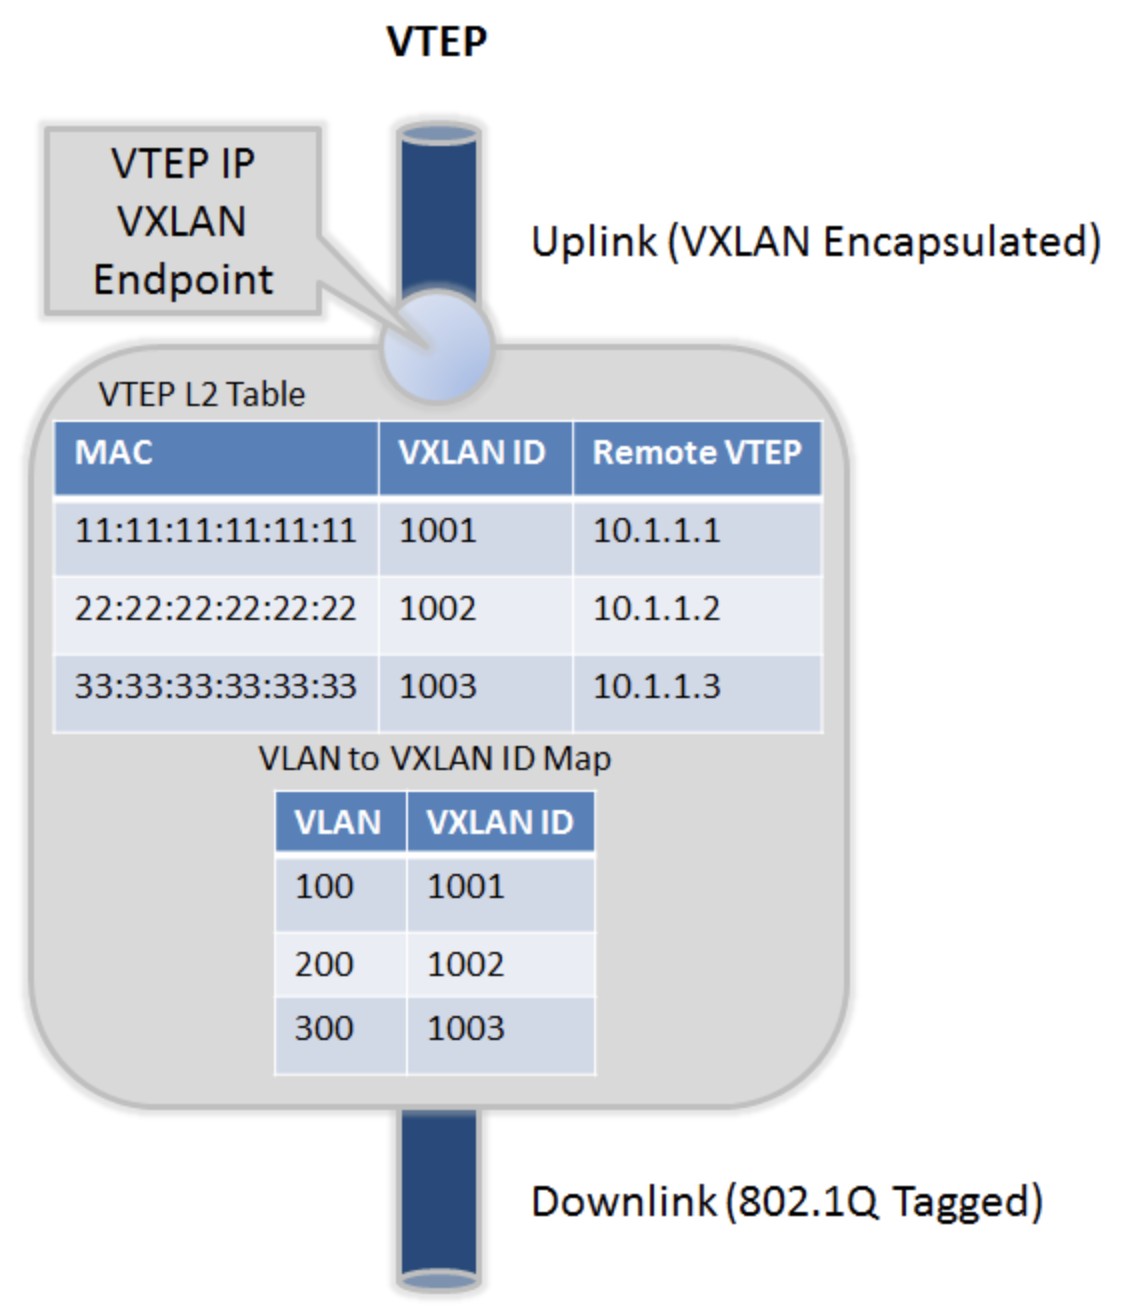 VTEP
VTEP IP
VXLAN
Endpoint
Uplink (VXLAN Encapsulated)
VTEP L2 Table
MAC VXLAN ID Remote VTEP
11:11:11:11:11:11 1001 10.1.1.1
22:22:22:22:22:22 1002 10.1.1.2
33:33:33:33:33:33 1003 10.1.1.3
VLAN to VXLAN ID Map
VLAN VXLAN ID
100 1001
200 1002
300 1003
Downlink (802.1Q Tagged)